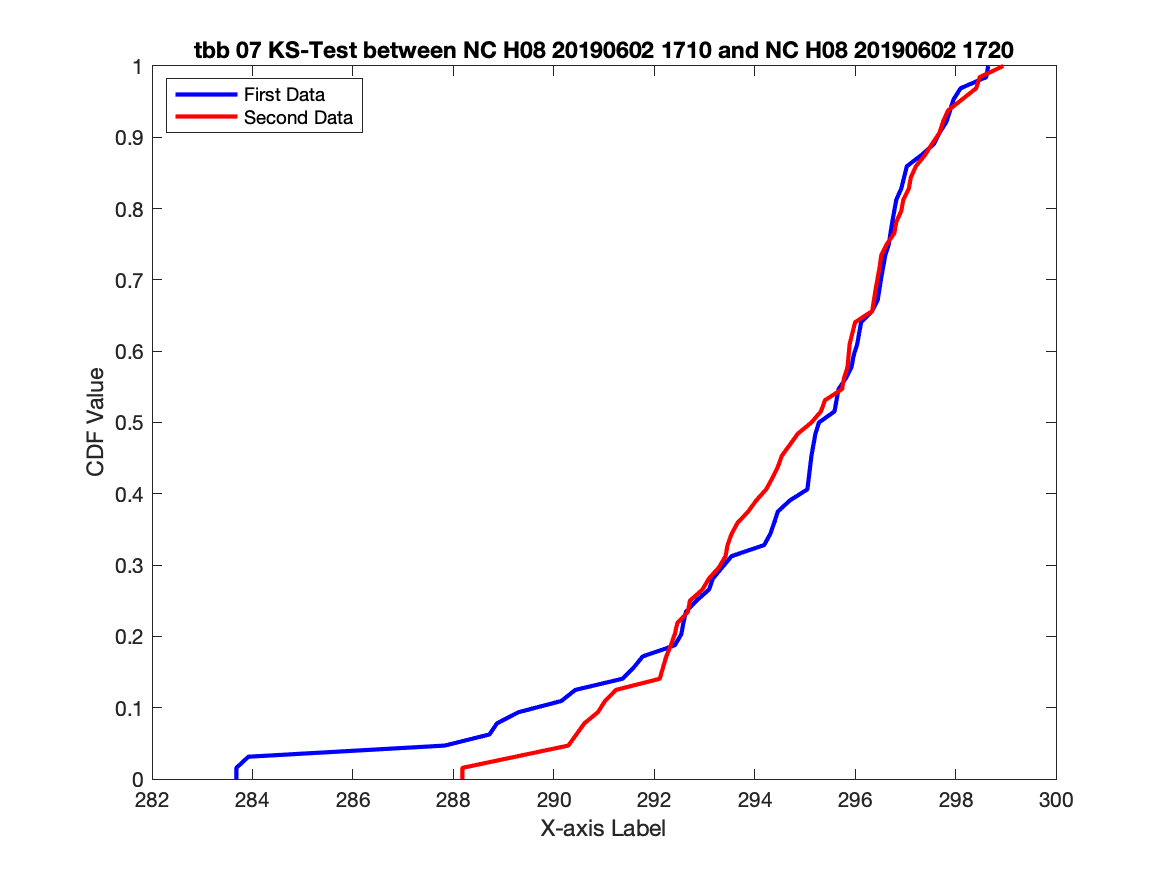 tbb 07 KS-Test between NC H08 20190602 1710 and NC H08 20190602 1720
First Data
Second Data
1
0.9
0.8
0.7
0.6
0.5
0.4
0.3
0.2
0.1
0
CDF Value
282 284 286 288 290 292 294 296 298 300
X-axis Label